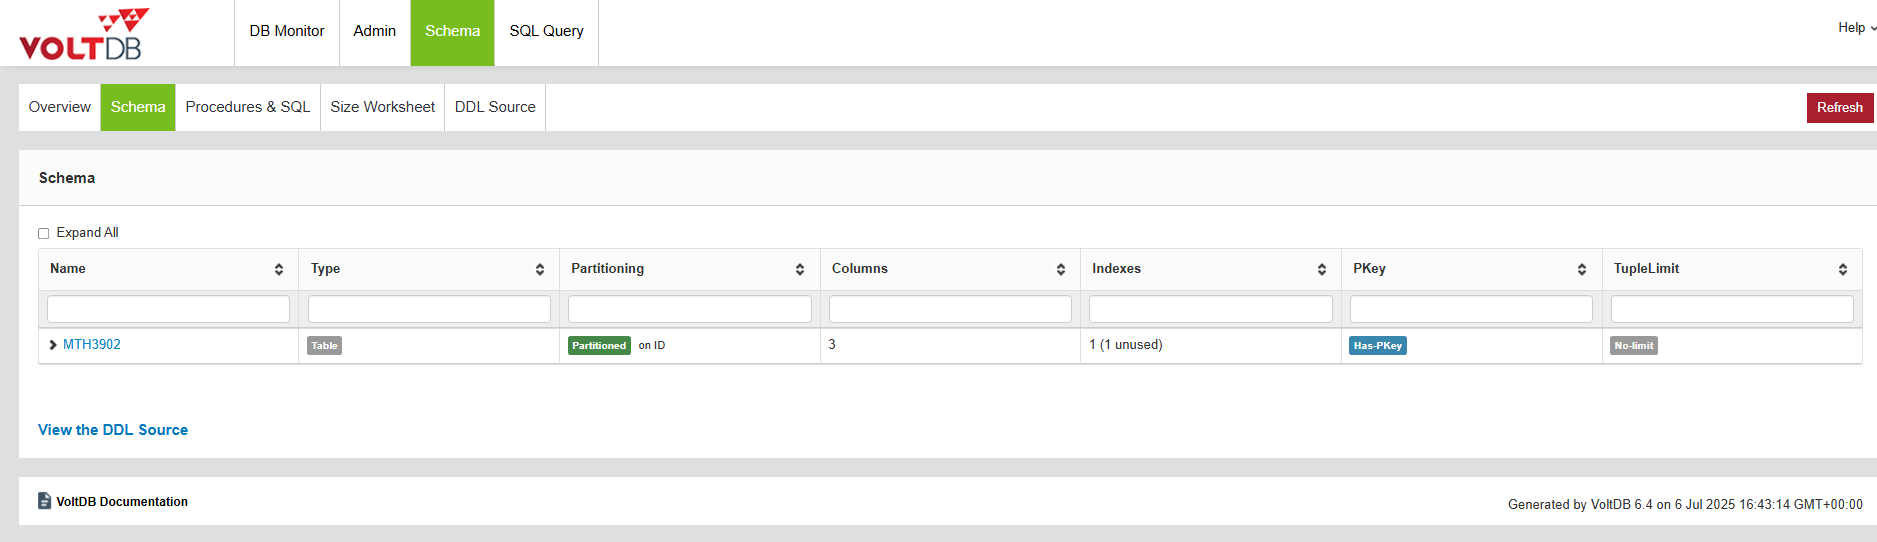 VOLTDB
DB Monitor Admin Schema SQL Query
Help
Overview Schema Procedures & SQL Size Worksheet DDL Source
Refresh
Schema
Expand All
Name Type Partitioning Columns Indexes PKey TupleLimit
MTH3902 Table Partitioned on ID 3 1 (1 unused) Has-PKey No-limit
View the DDL Source
VoltDB Documentation
Generated by VoltDB 6.4 on 6 Jul 2025 16:43:14 GMT+00:00